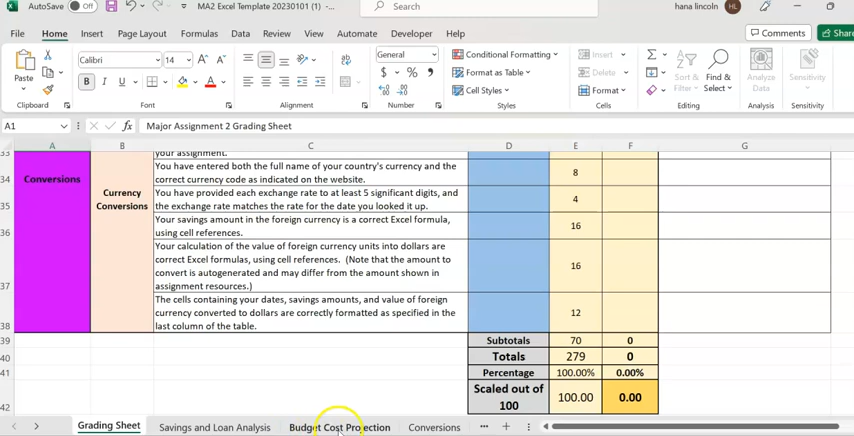 AutoSave Off MA2 Excel Template 20230101 (1) - ... Search hana lincoln HL
File Home Insert Page Layout Formulas Data Review View Automate Developer Help Comments Share
Paste Calibri 14 General Conditional Formatting Insert
B I U $ % Format as Table Delete Sort & Find & Analyze Sensitivity
Cell Styles Format Filter Select Data
Clipboard Font Alignment Number Styles Cells Editing Analysis Sensitivity
A1 fx Major Assignment 2 Grading Sheet
A B C D E F G
33 your assignment.
34 Conversions You have entered both the full name of your country's currency and the 8
correct currency code as indicated on the website.
35 Currency Conversions You have provided each exchange rate to at least 5 significant digits, and 4
the exchange rate matches the rate for the date you looked it up.
36 Your savings amount in the foreign currency is a correct Excel formula, 16
using cell references.
37 Your calculation of the value of foreign currency units into dollars are 16
correct Excel formulas, using cell references. (Note that the amount to
convert is autogenerated and may differ from the amount shown in
assignment resources.)
38 The cells containing your dates, savings amounts, and value of foreign 12
currency converted to dollars are correctly formatted as specified in the
last column of the table.
39 Subtotals 70 0
40 Totals 279 0
41 Percentage 100.00% 0.00%
42 Scaled out of 100 100.00 0.00
Grading Sheet Savings and Loan Analysis Budget Cost Projection Conversions ... +